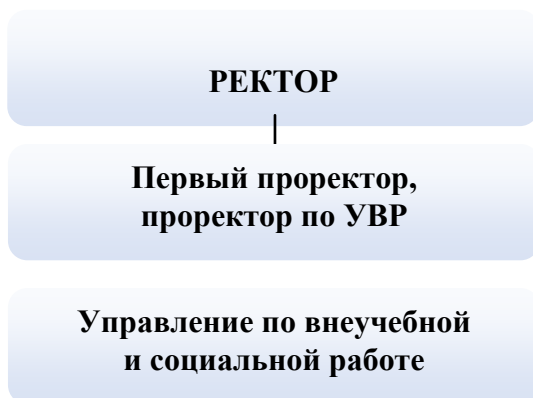 РЕКТОР
Первый проректор,
проректор по УВР
Управление по внеучебной
и социальной работе